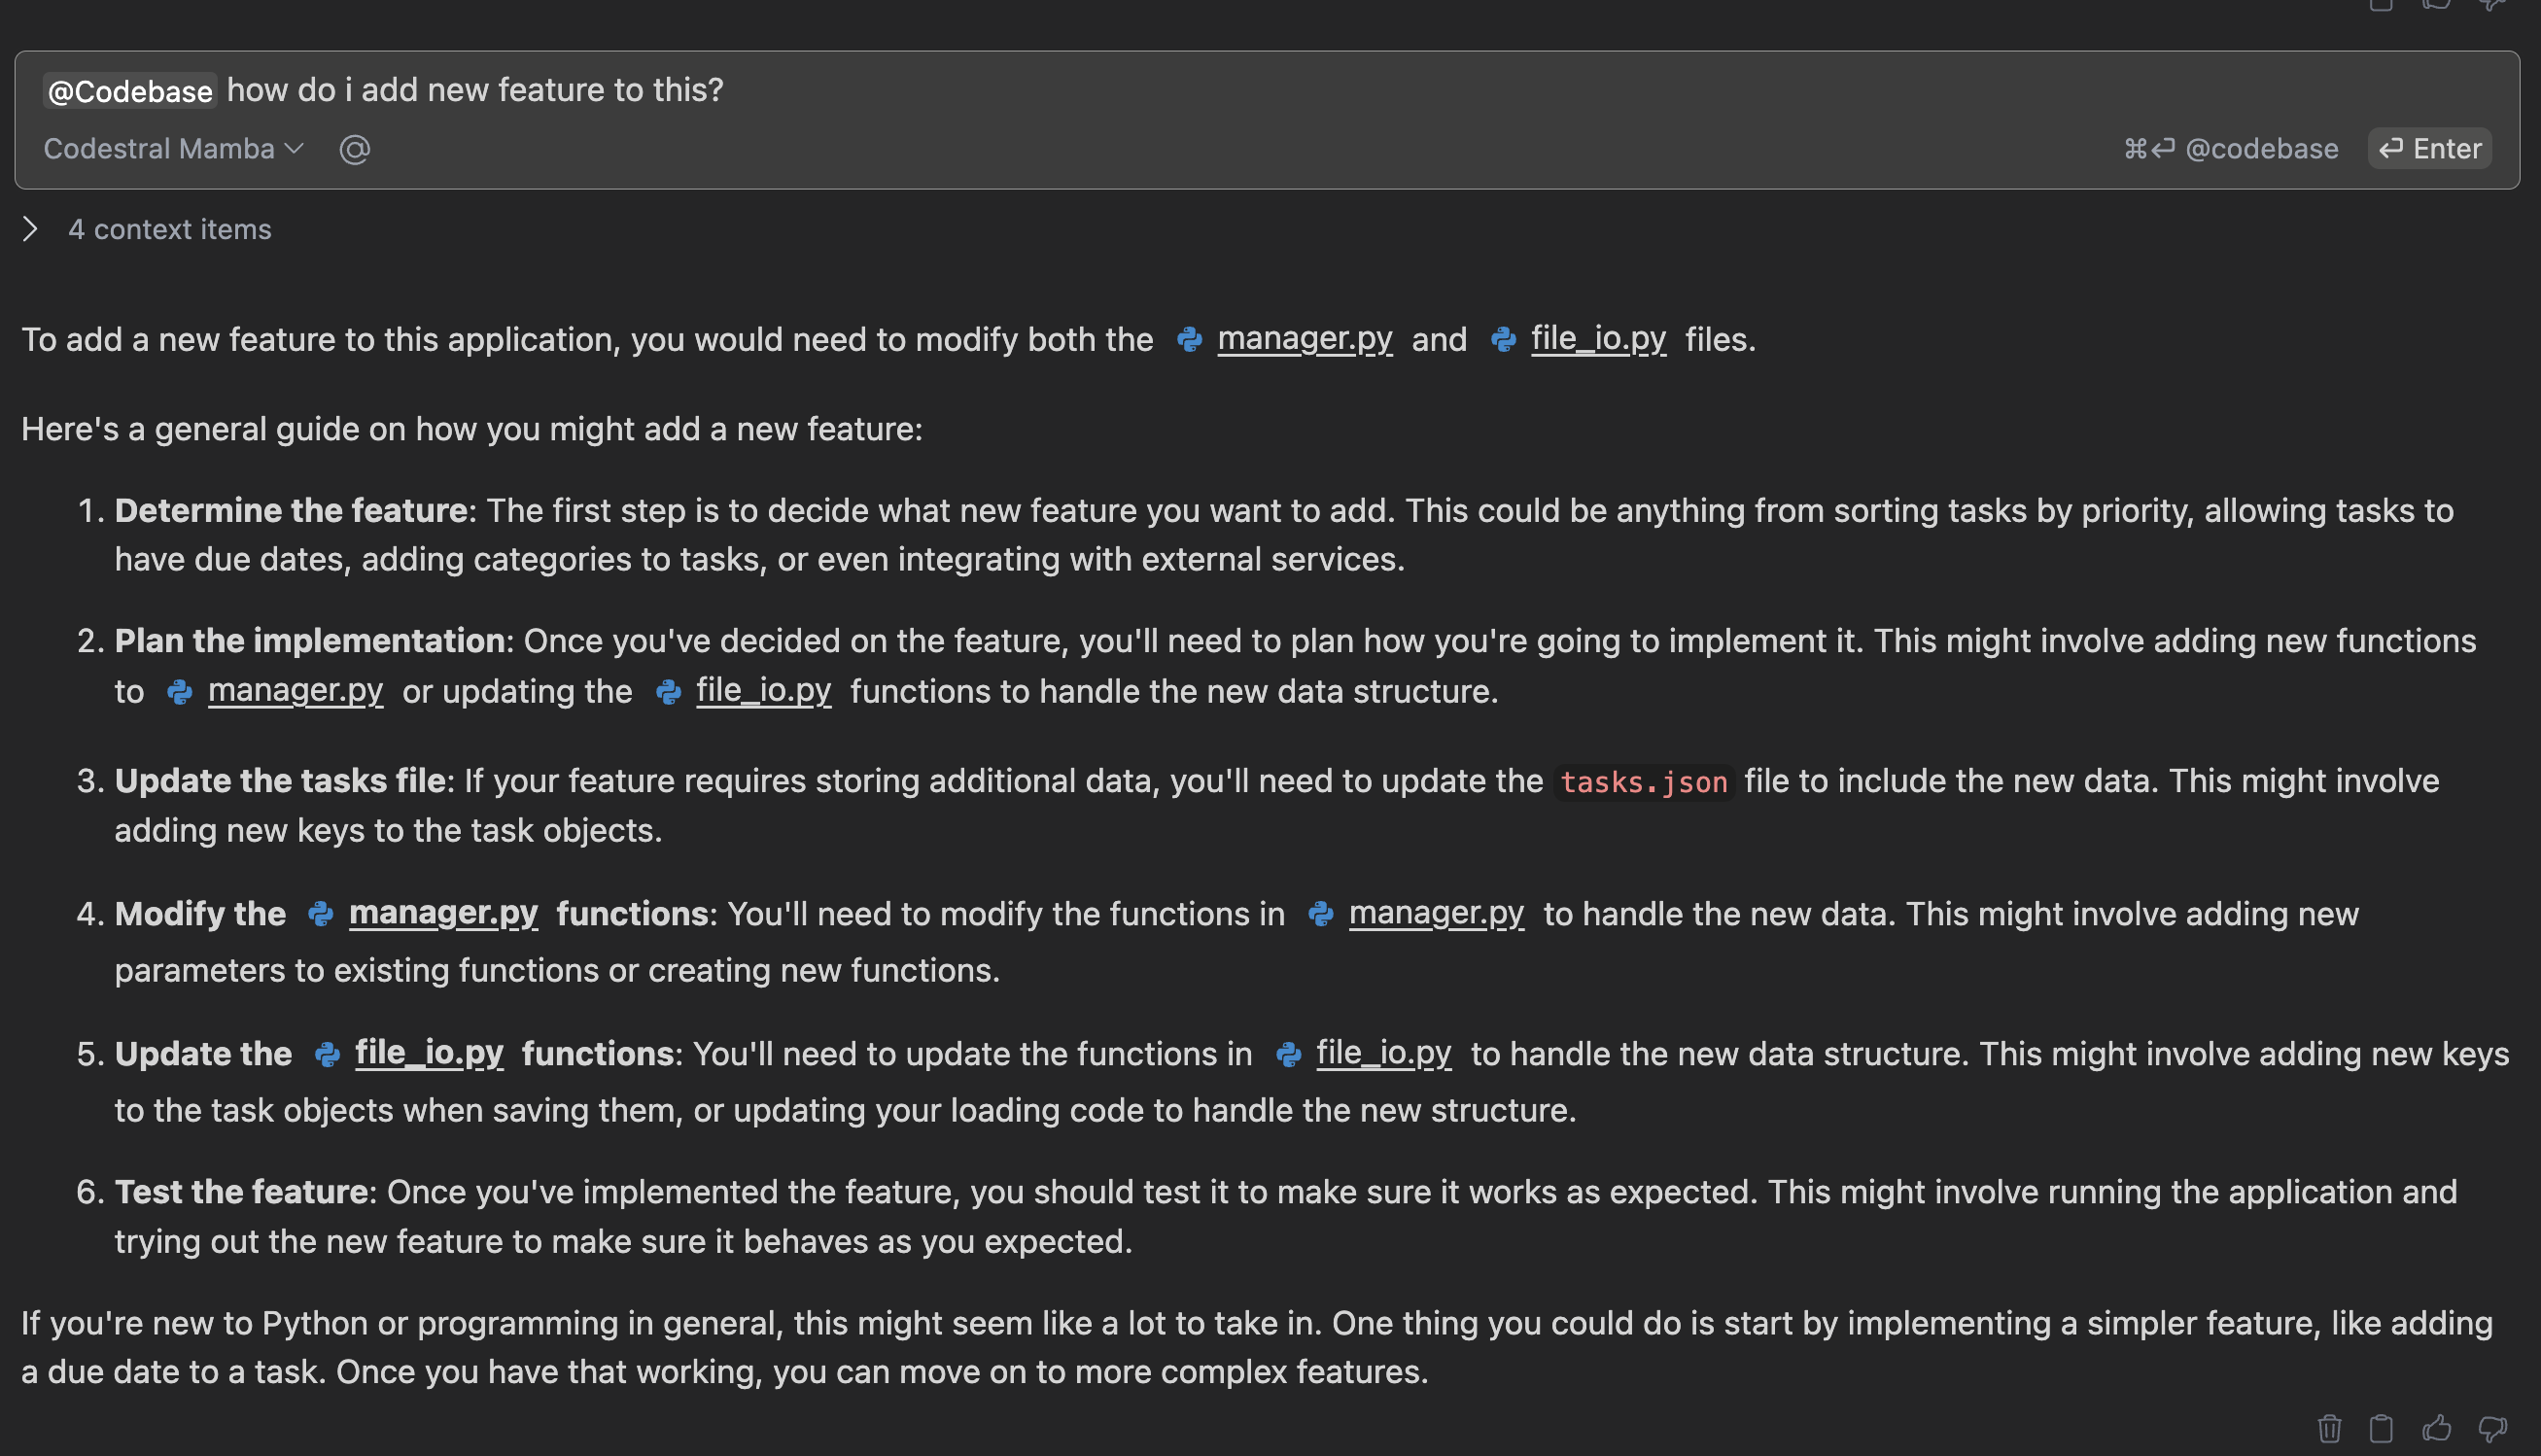 @Codebase how do i add new feature to this?
Codestral Mamba @ ⌘⏎ @codebase ⏎ Enter
4 context items
To add a new feature to this application, you would need to modify both the manager.py and file_io.py files.
Here's a general guide on how you might add a new feature:
1. Determine the feature: The first step is to decide what new feature you want to add. This could be anything from sorting tasks by priority, allowing tasks to
have due dates, adding categories to tasks, or even integrating with external services.
2. Plan the implementation: Once you've decided on the feature, you'll need to plan how you're going to implement it. This might involve adding new functions
to manager.py or updating the file_io.py functions to handle the new data structure.
3. Update the tasks file: If your feature requires storing additional data, you'll need to update the tasks.json file to include the new data. This might involve
adding new keys to the task objects.
4. Modify the manager.py functions: You'll need to modify the functions in manager.py to handle the new data. This might involve adding new
parameters to existing functions or creating new functions.
5. Update the file_io.py functions: You'll need to update the functions in file_io.py to handle the new data structure. This might involve adding new keys
to the task objects when saving them, or updating your loading code to handle the new structure.
6. Test the feature: Once you've implemented the feature, you should test it to make sure it works as expected. This might involve running the application and
trying out the new feature to make sure it behaves as you expected.
If you're new to Python or programming in general, this might seem like a lot to take in. One thing you could do is start by implementing a simpler feature, like adding
a due date to a task. Once you have that working, you can move on to more complex features.